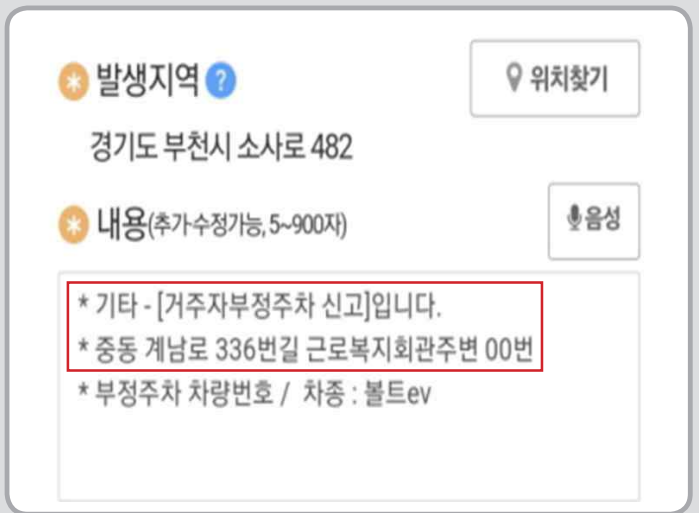 * 발생지역 ?
위치찾기
경기도 부천시 소사로 482
* 내용(추가·수정가능, 5~900자)
음성
* 기타 - [거주자부정주차 신고]입니다.
* 중동 계남로 336번길 근로복지회관주변 00번
* 부정주차 차량번호 / 차종 : 볼트ev